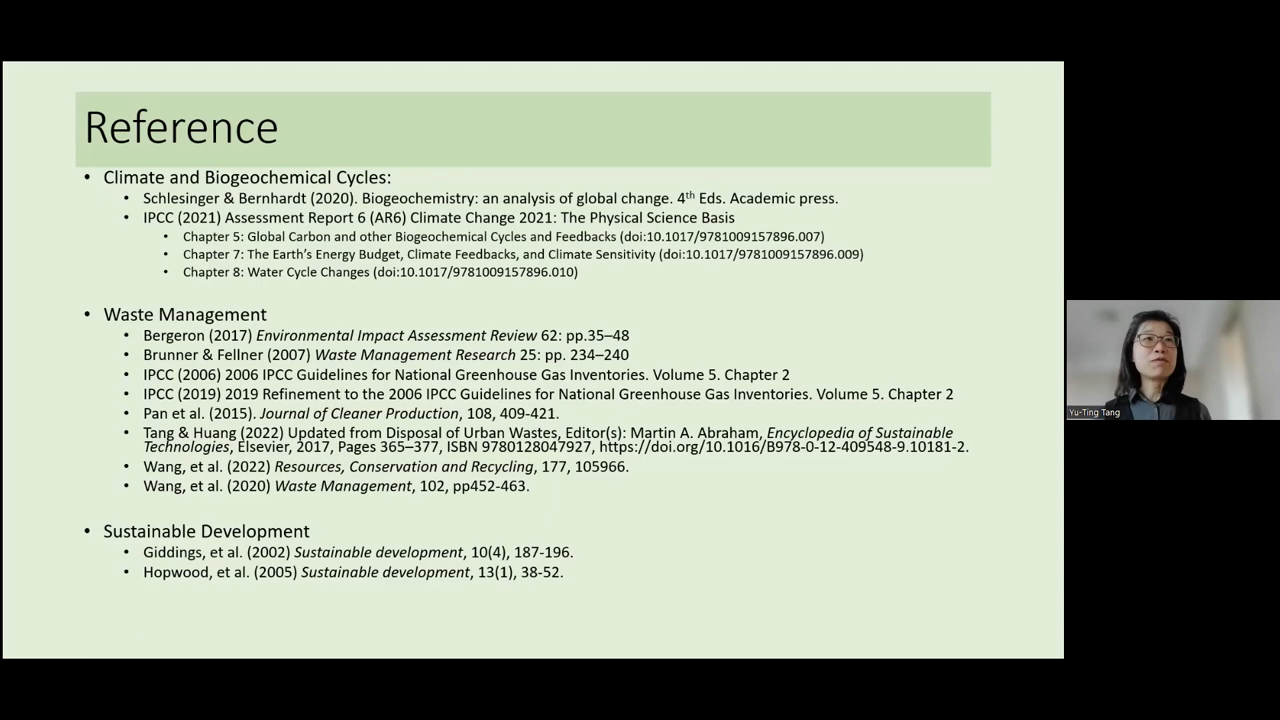 Reference
• Climate and Biogeochemical Cycles:
• Schlesinger & Bernhardt (2020). Biogeochemistry: an analysis of global change. 4th Eds. Academic press.
• IPCC (2021) Assessment Report 6 (AR6) Climate Change 2021: The Physical Science Basis
• Chapter 5: Global Carbon and other Biogeochemical Cycles and Feedbacks (doi:10.1017/9781009157896.007)
• Chapter 7: The Earth’s Energy Budget, Climate Feedbacks, and Climate Sensitivity (doi:10.1017/9781009157896.009)
• Chapter 8: Water Cycle Changes (doi:10.1017/9781009157896.010)
• Waste Management
• Bergeron (2017) Environmental Impact Assessment Review 62: pp.35–48
• Brunner & Fellner (2007) Waste Management Research 25: pp. 234–240
• IPCC (2006) 2006 IPCC Guidelines for National Greenhouse Gas Inventories. Volume 5. Chapter 2
• IPCC (2019) 2019 Refinement to the 2006 IPCC Guidelines for National Greenhouse Gas Inventories. Volume 5. Chapter 2
• Pan et al. (2015). Journal of Cleaner Production, 108, 409-421.
• Tang & Huang (2022) Updated from Disposal of Urban Wastes, Editor(s): Martin A. Abraham, Encyclopedia of Sustainable
Technologies, Elsevier, 2017, Pages 365–377, ISBN 9780128047927, https://doi.org/10.1016/B978-0-12-409548-9.10181-2.
• Wang, et al. (2022) Resources, Conservation and Recycling, 177, 105966.
• Wang, et al. (2020) Waste Management, 102, pp452-463.
• Sustainable Development
• Giddings, et al. (2002) Sustainable development, 10(4), 187-196.
• Hopwood, et al. (2005) Sustainable development, 13(1), 38-52.
Yu-Ting Tang